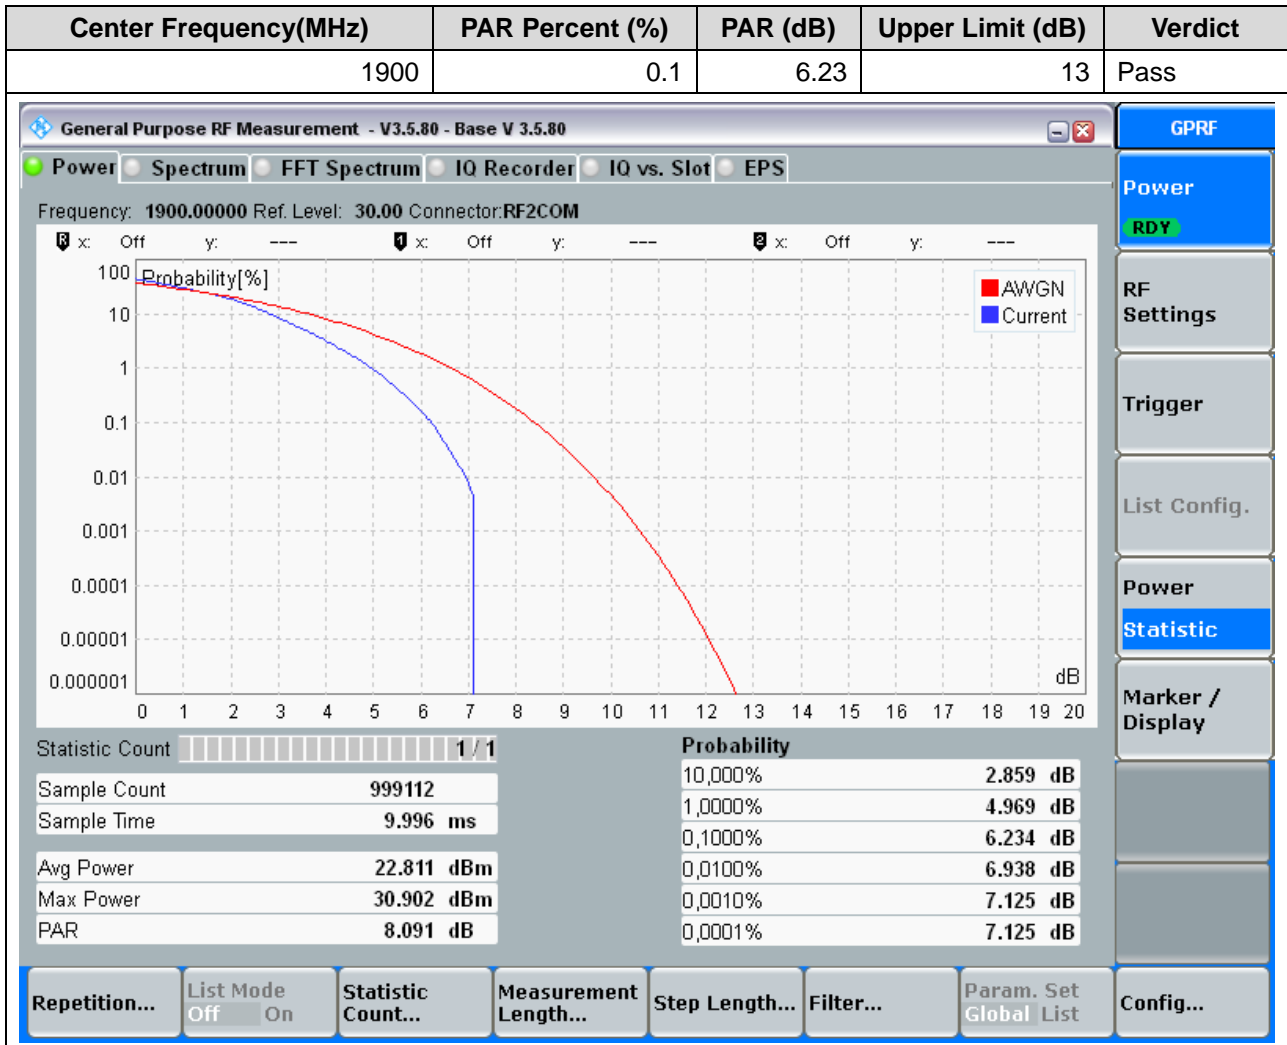 Center Frequency(MHz) PAR Percent (%) PAR (dB) Upper Limit (dB) Verdict
1900 0.1 6.23 13 Pass
General Purpose RF Measurement - V3.5.80 - Base V 3.5.80
GPRF
Power Spectrum FFT Spectrum IQ Recorder IQ vs. Slot EPS
Frequency: 1900.00000 Ref. Level: 30.00 Connector:RF2COM
R x: Off y: --- 1 x: Off y: --- 2 x: Off y: ---
Probability[%]
100
10
1
0.1
0.01
0.001
0.0001
0.00001
0.000001
AWGN
Current
dB
0 1 2 3 4 5 6 7 8 9 10 11 12 13 14 15 16 17 18 19 20
Statistic Count 1 / 1
Sample Count 999112
Sample Time 9.996 ms
Avg Power 22.811 dBm
Max Power 30.902 dBm
PAR 8.091 dB
Probability
10,000% 2.859 dB
1,0000% 4.969 dB
0,1000% 6.234 dB
0,0100% 6.938 dB
0,0010% 7.125 dB
0,0001% 7.125 dB
Power
RDY
RF
Settings
Trigger
List Config.
Power
Statistic
Marker /
Display
Repetition...
List Mode
Off On
Statistic
Count...
Measurement
Length...
Step Length...
Filter...
Param. Set
Global List
Config...